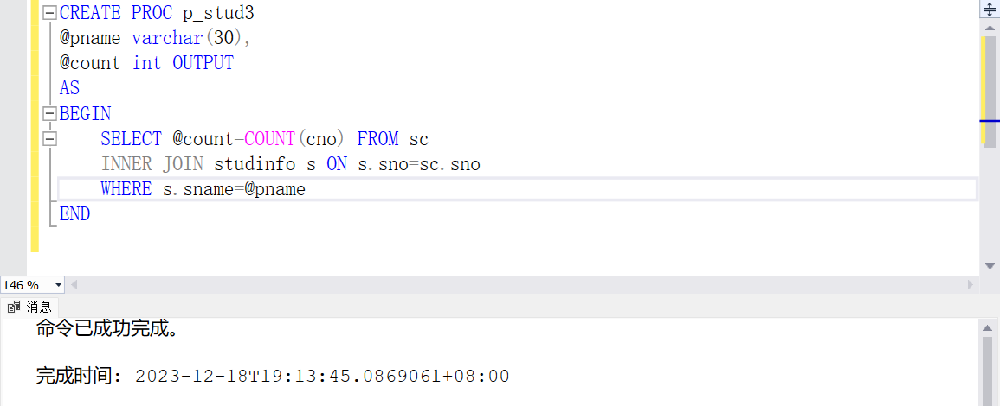 CREATE PROC p_stud3
@pname varchar(30),
@count int OUTPUT
AS
BEGIN
SELECT @count=COUNT(cno) FROM sc
INNER JOIN studinfo s ON s.sno=sc.sno
WHERE s.sname=@pname
END
146 %
消息
命令已成功完成。
完成时间: 2023-12-18T19:13:45.0869061+08:00